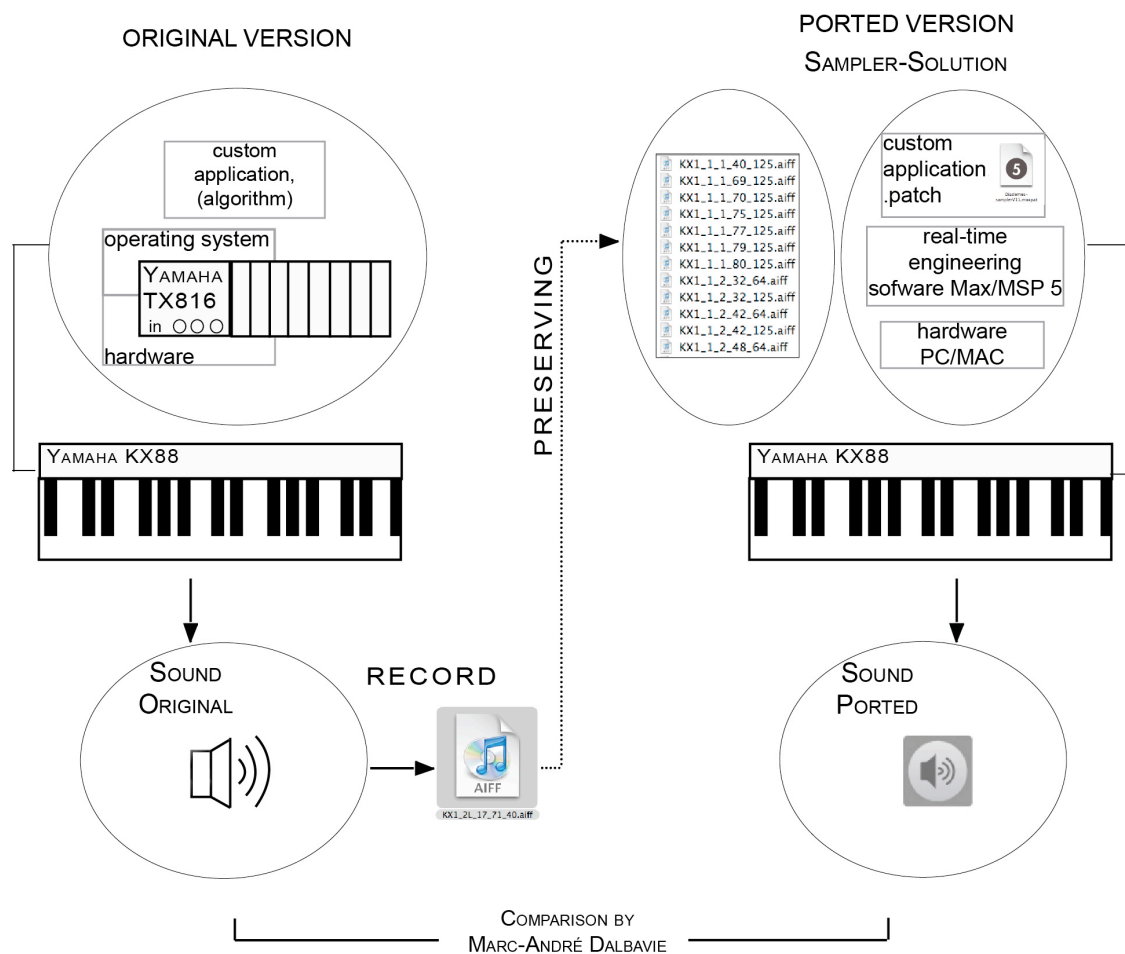 ORIGINAL VERSION
custom
application,
(algorithm)
operating system
YAMAHA
TX816
in
hardware
YAMAHA KX88
SOUND
ORIGINAL
RECORD
AIFF
KX1_2L_17_71_40.aiff
PRESERVING
PORTED VERSION
SAMPLER-SOLUTION
KX1_1_1_40_125.aiff
KX1_1_1_69_125.aiff
KX1_1_1_70_125.aiff
KX1_1_1_75_125.aiff
KX1_1_1_77_125.aiff
KX1_1_1_79_125.aiff
KX1_1_1_80_125.aiff
KX1_1_2_32_64.aiff
KX1_1_2_32_125.aiff
KX1_1_2_42_64.aiff
KX1_1_2_42_125.aiff
KX1_1_2_48_64.aiff
custom
application
.patch
5
real-time
engineering
sofware Max/MSP 5
hardware
PC/MAC
YAMAHA KX88
SOUND
PORTED
COMPARISON BY
MARC-ANDRÉ DALBAVIE